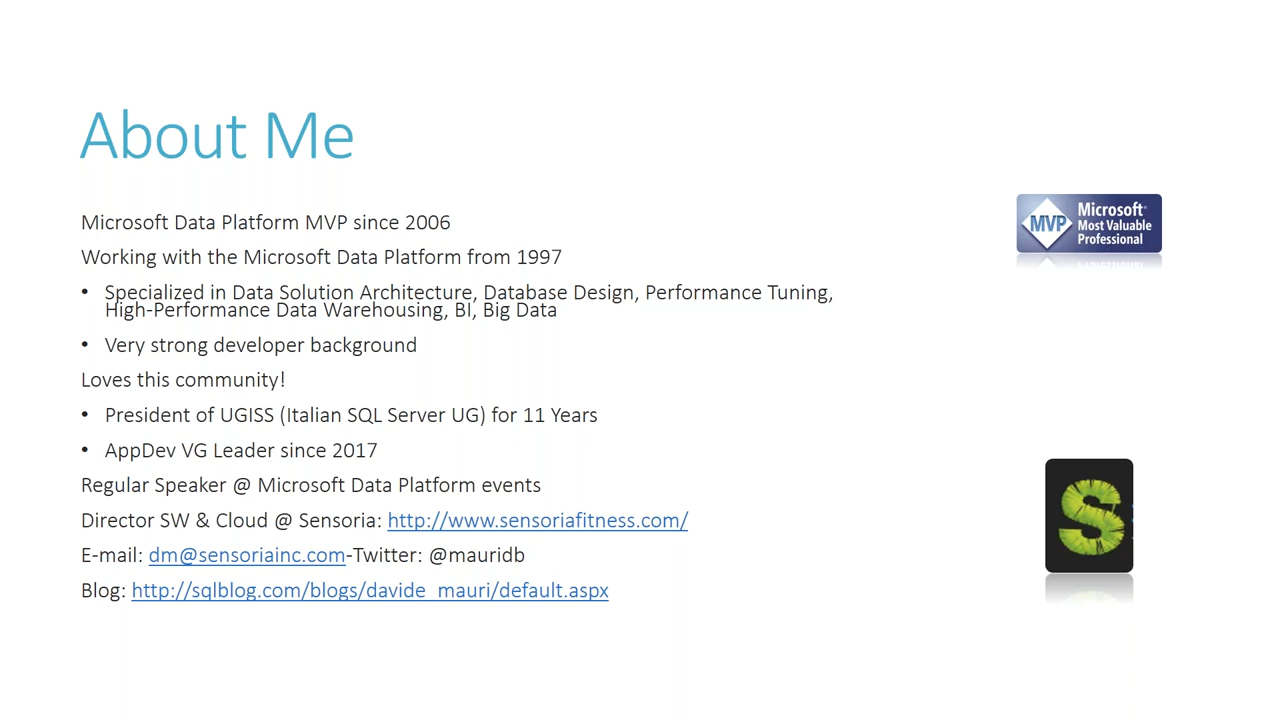 About Me
Microsoft Data Platform MVP since 2006
Working with the Microsoft Data Platform from 1997
• Specialized in Data Solution Architecture, Database Design, Performance Tuning,
High-Performance Data Warehousing, BI, Big Data
• Very strong developer background
Loves this community!
• President of UGISS (Italian SQL Server UG) for 11 Years
• AppDev VG Leader since 2017
Regular Speaker @ Microsoft Data Platform events
Director SW & Cloud @ Sensoria: http://www.sensoriafitness.com/
E-mail: dm@sensoriainc.com-Twitter: @mauridb
Blog: http://sqlblog.com/blogs/davide_mauri/default.aspx
MVP
Microsoft®
Most Valuable
Professional
S